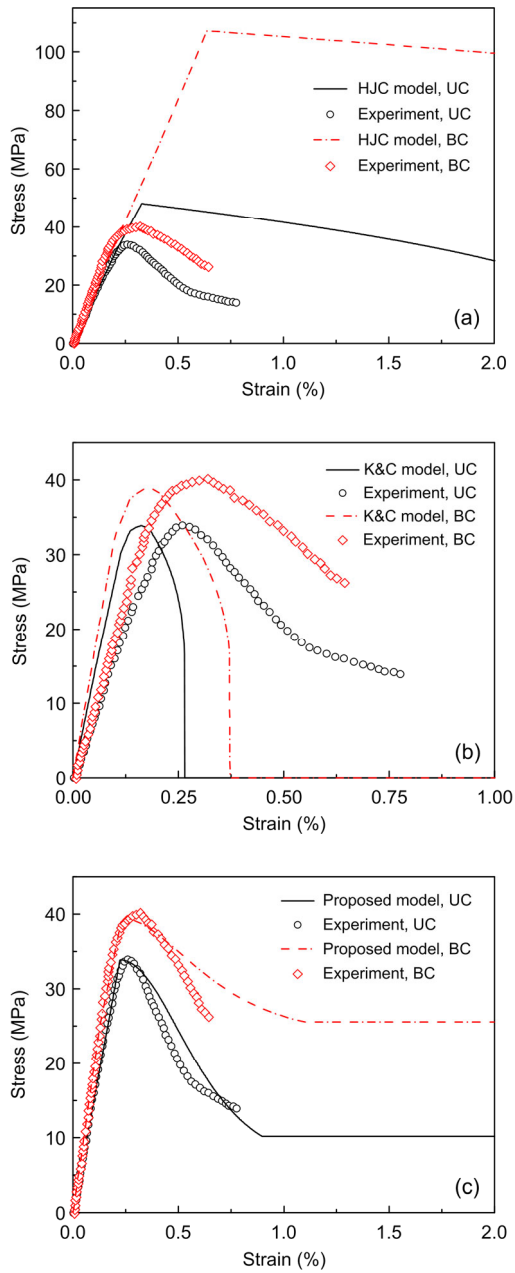 100
80
60
40
20
0
Stress (MPa)
HJC model, UC
Experiment, UC
HJC model, BC
Experiment, BC
(a)
0.0 0.5 1.0 1.5 2.0
Strain (%)
40
30
20
10
0
Stress (MPa)
K&C model, UC
Experiment, UC
K&C model, BC
Experiment, BC
(b)
0.00 0.25 0.50 0.75 1.00
Strain (%)
40
30
20
10
0
Stress (MPa)
Proposed model, UC
Experiment, UC
Proposed model, BC
Experiment, BC
(c)
0.0 0.5 1.0 1.5 2.0
Strain (%)